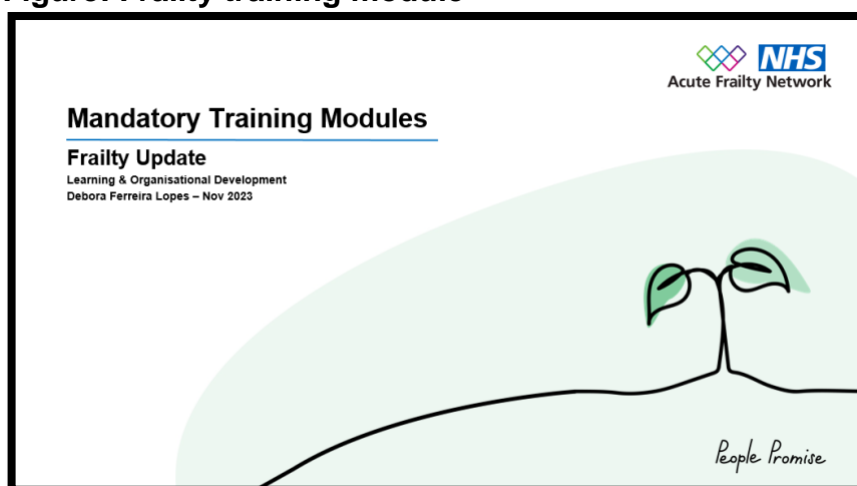 Mandatory Training Modules
Frailty Update
Learning & Organisational Development
Debora Ferreira Lopes – Nov 2023
NHS
Acute Frailty Network
People Promise